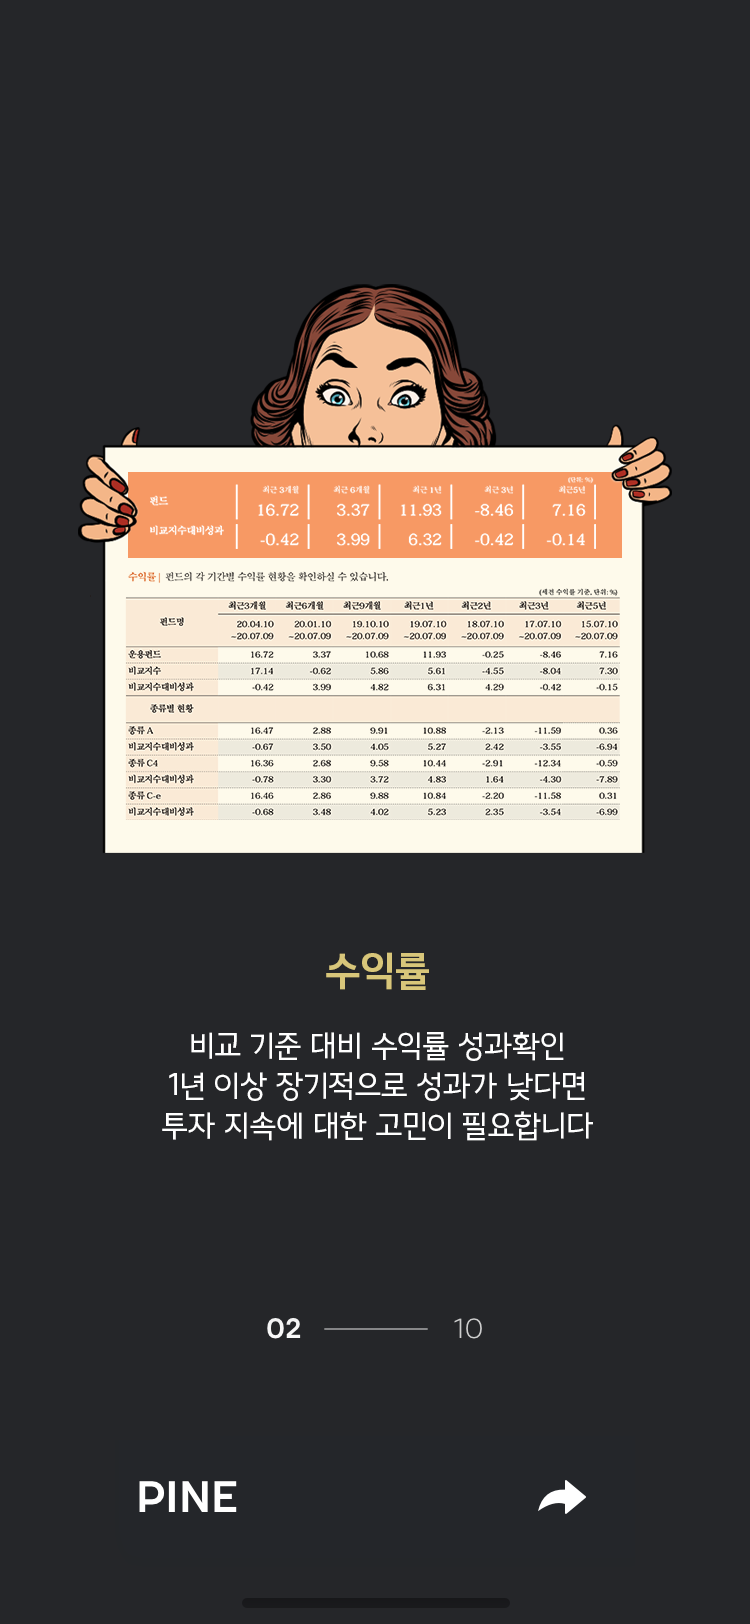 (단위: %)
최근 3개월 최근 6개월 최근 1년 최근 3년 최근5년
펀드 16.72 3.37 11.93 -8.46 7.16
비교지수대비성과 -0.42 3.99 6.32 -0.42 -0.14
수익률 | 펀드의 각 기간별 수익률 현황을 확인하실 수 있습니다.
(세전 수익률 기준, 단위: %)
펀드명 최근3개월 최근6개월 최근9개월 최근1년 최근2년 최근3년 최근5년
20.04.10 20.01.10 19.10.10 19.07.10 18.07.10 17.07.10 15.07.10
~20.07.09 ~20.07.09 ~20.07.09 ~20.07.09 ~20.07.09 ~20.07.09 ~20.07.09
운용펀드 16.72 3.37 10.68 11.93 -0.25 -8.46 7.16
비교지수 17.14 -0.62 5.86 5.61 -4.55 -8.04 7.30
비교지수대비성과 -0.42 3.99 4.82 6.31 4.29 -0.42 -0.15
종류별 현황
종류 A 16.47 2.88 9.91 10.88 -2.13 -11.59 0.36
비교지수대비성과 -0.67 3.50 4.05 5.27 2.42 -3.55 -6.94
종류 C4 16.36 2.68 9.58 10.44 -2.91 -12.34 -0.59
비교지수대비성과 -0.78 3.30 3.72 4.83 1.64 -4.30 -7.89
종류 C-e 16.46 2.86 9.88 10.84 -2.20 -11.58 0.31
비교지수대비성과 -0.68 3.48 4.02 5.23 2.35 -3.54 -6.99
수익률
비교 기준 대비 수익률 성과확인
1년 이상 장기적으로 성과가 낮다면
투자 지속에 대한 고민이 필요합니다
02 10
PINE